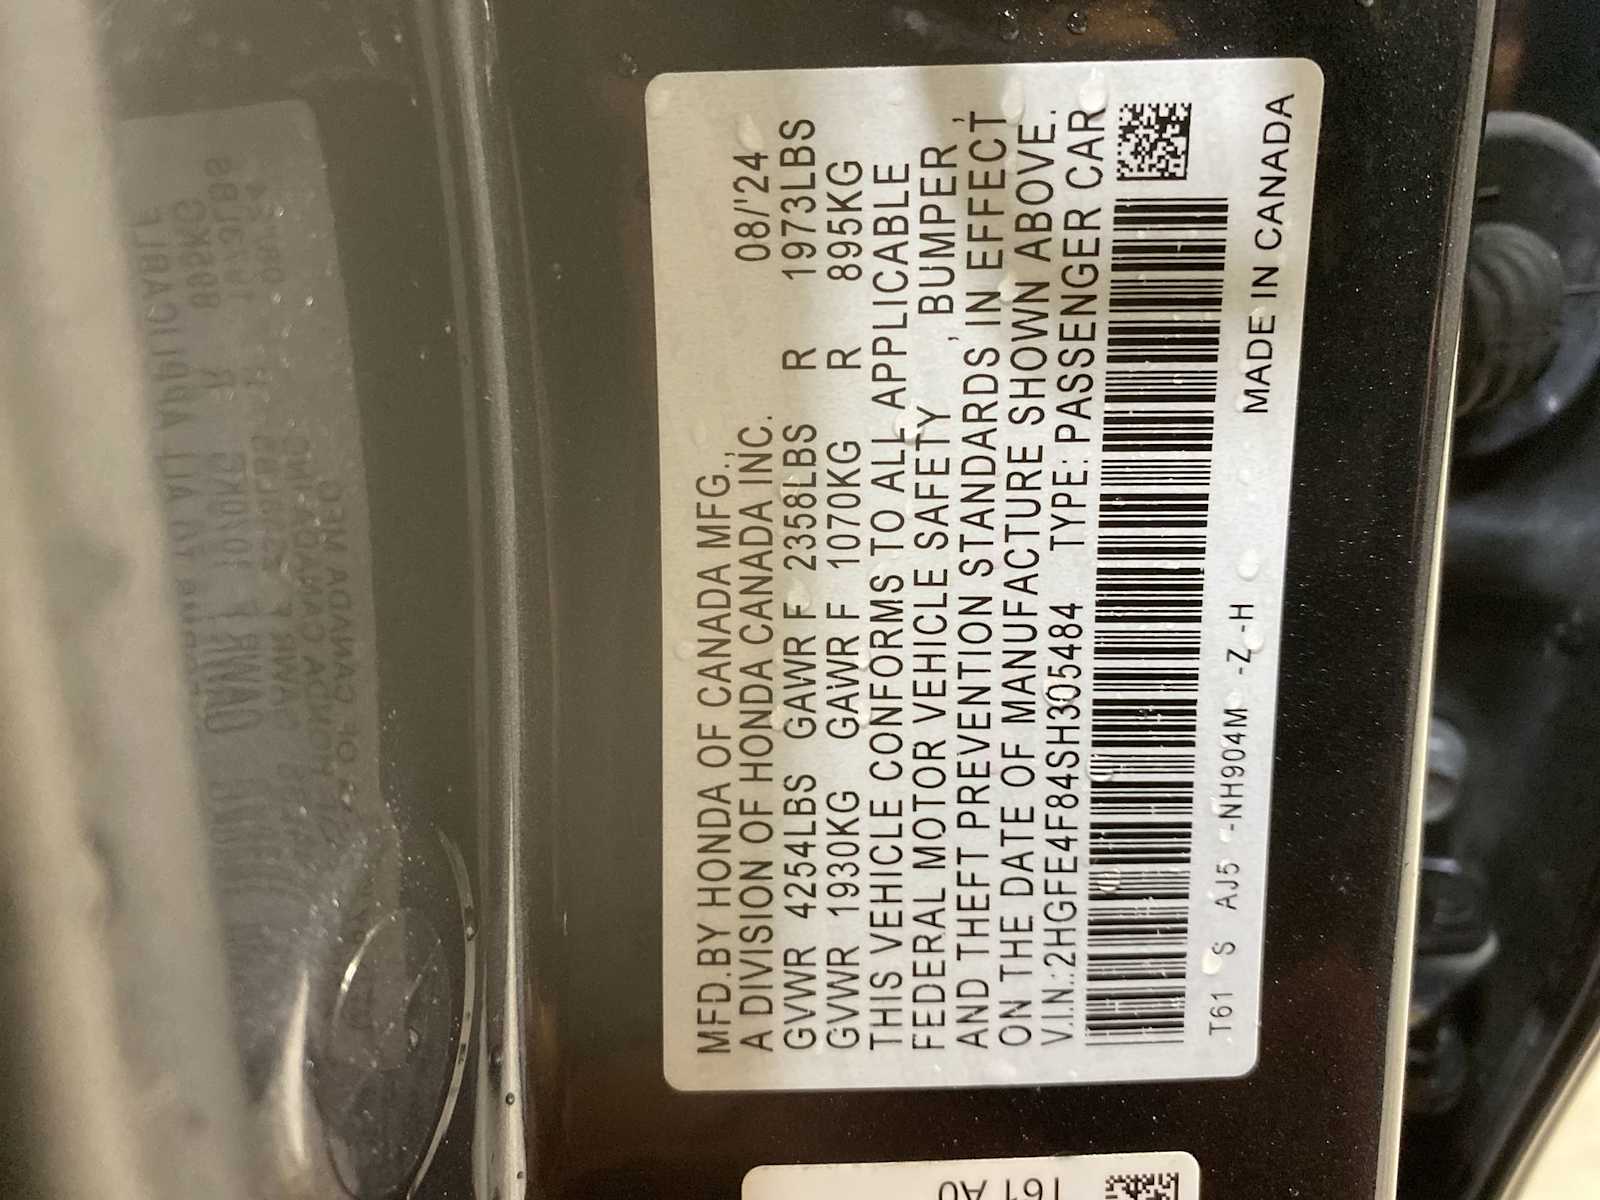 MFD.BY HONDA OF CANADA MFG.,
A DIVISION OF HONDA CANADA INC. 08/'24
GVWR 4254LBS GAWR F 2358LBS R 1973LBS
GVWR 1930KG GAWR F 1070KG R 895KG
THIS VEHICLE CONFORMS TO ALL APPLICABLE
FEDERAL MOTOR VEHICLE SAFETY , BUMPER ,
AND THEFT PREVENTION STANDARDS IN EFFECT
ON THE DATE OF MANUFACTURE SHOWN ABOVE.
V.I.N.:2HGFE4F84SH305484 TYPE: PASSENGER CAR
T61 S AJ5 -NH904M -Z -H MADE IN CANADA
T61 A0